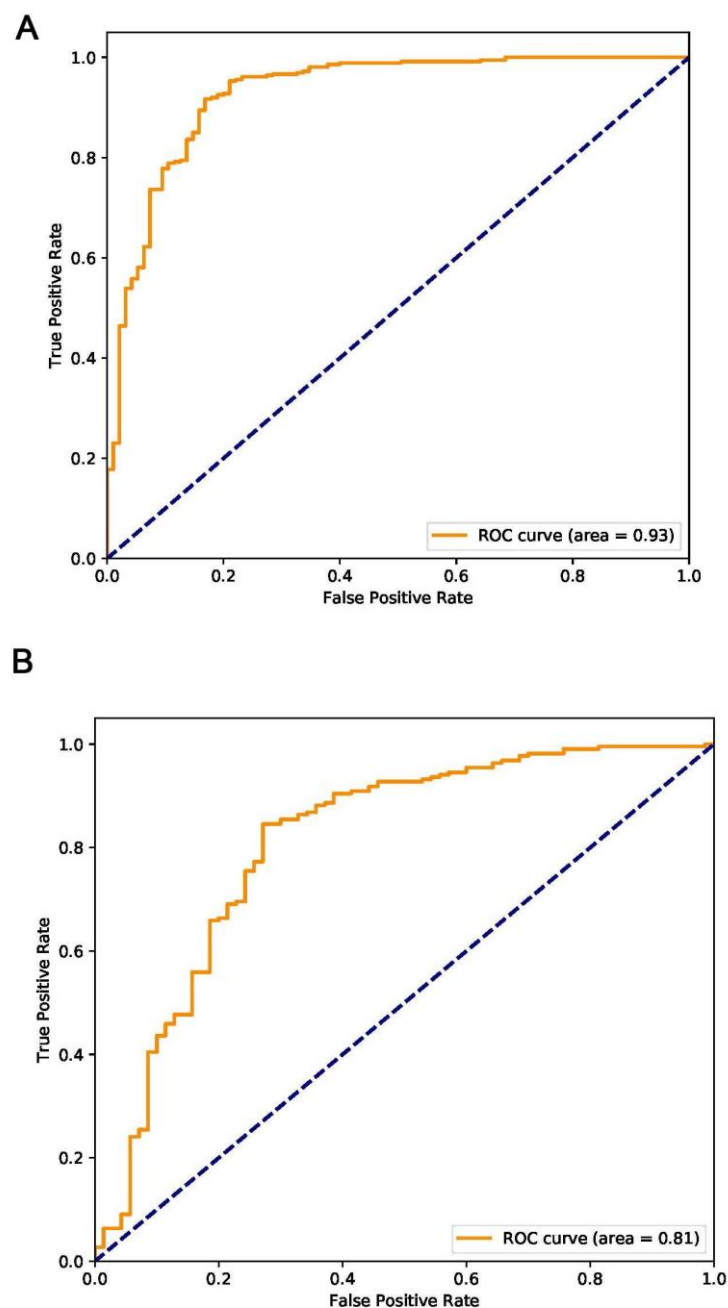 A
1.0
0.8
0.6
0.4
0.2
0.0
True Positive Rate
ROC curve (area = 0.93)
0.0 0.2 0.4 0.6 0.8 1.0
False Positive Rate
B
1.0
0.8
0.6
0.4
0.2
0.0
True Positive Rate
ROC curve (area = 0.81)
0.0 0.2 0.4 0.6 0.8 1.0
False Positive Rate